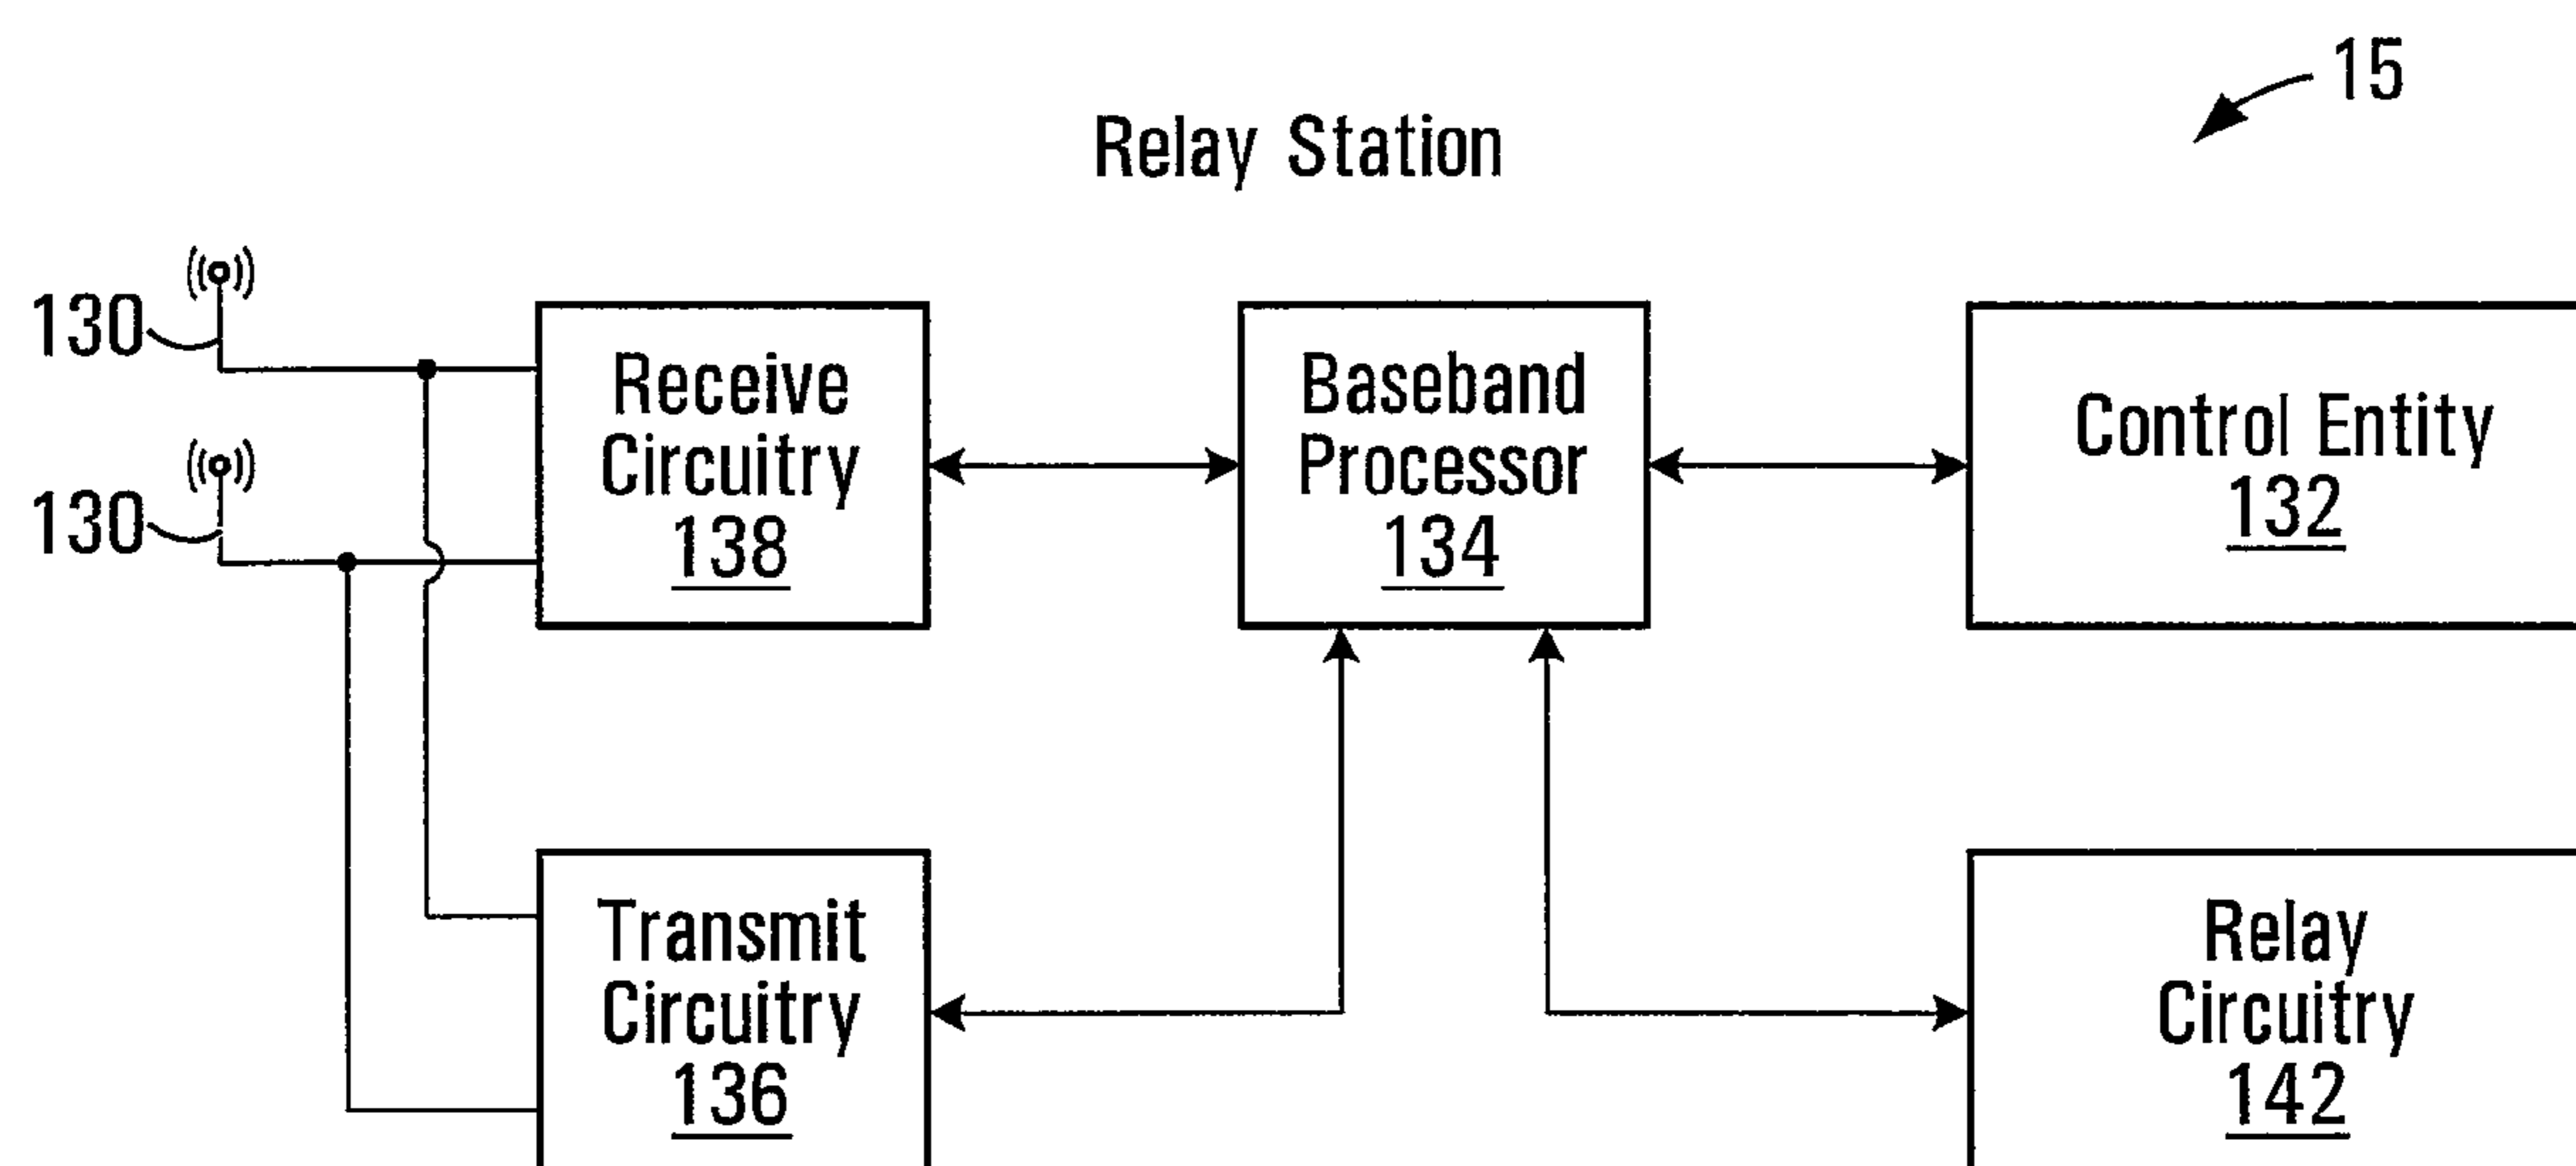 15
Relay Station
130
130
Receive
Circuitry
138
Baseband
Processor
134
Control Entity
132
Transmit
Circuitry
136
Relay
Circuitry
142